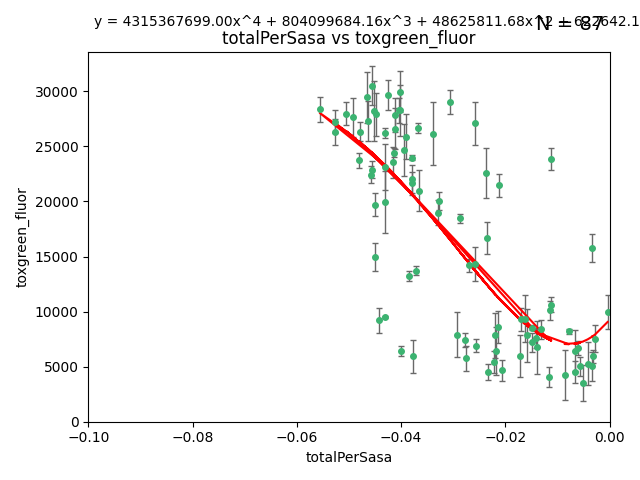 y = 4315367699.00x^4 + 804099684.16x^3 + 48625811.68x^2
N = 87
totalPerSasa vs toxgreen_fluor
toxgreen_fluor
30000
25000
20000
15000
10000
5000
0
−0.10 −0.08 −0.06 −0.04 −0.02 0.00
totalPerSasa